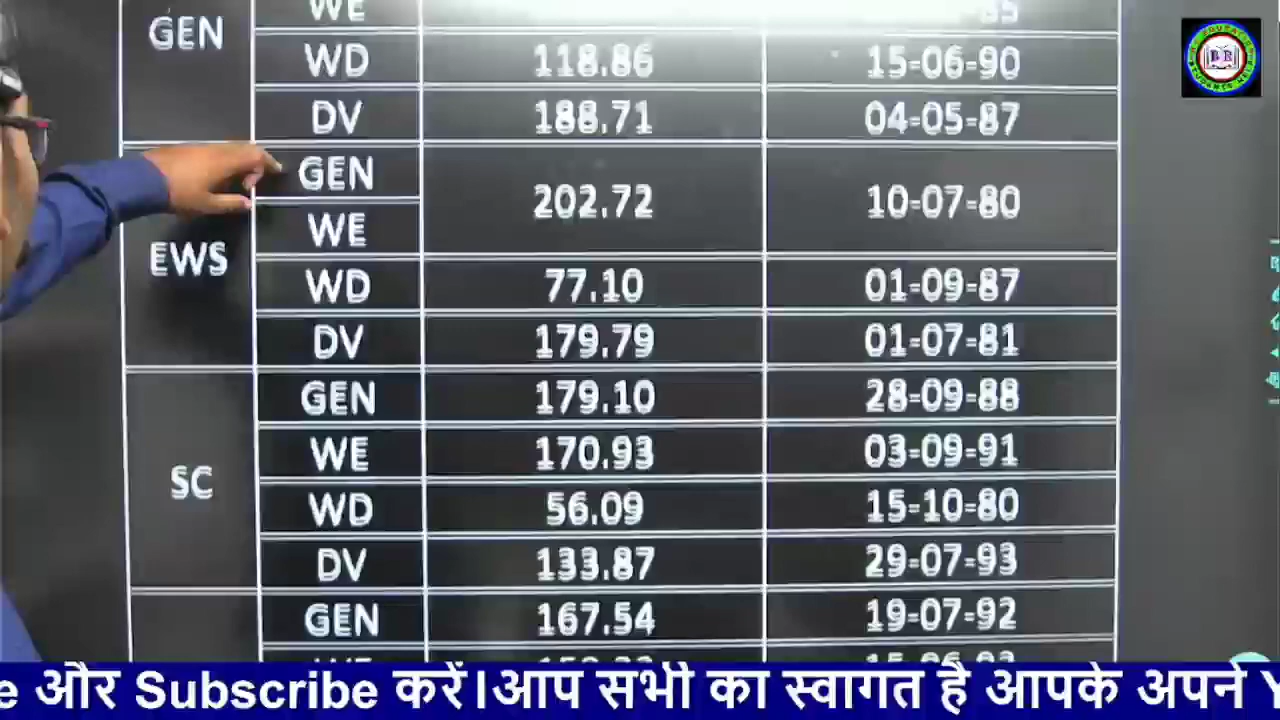 GEN
WE
WD 118.86 15-06-90
DV 188.71 04-05-87
EWS
GEN 202.72 10-07-80
WE
WD 77.10 01-09-87
DV 179.79 01-07-81
SC
GEN 179.10 28-09-88
WE 170.93 03-09-91
WD 56.09 15-10-80
DV 133.87 29-07-93
GEN 167.54 19-07-92
और Subscribe करें।आप सभी का स्वागत है आपके अपने